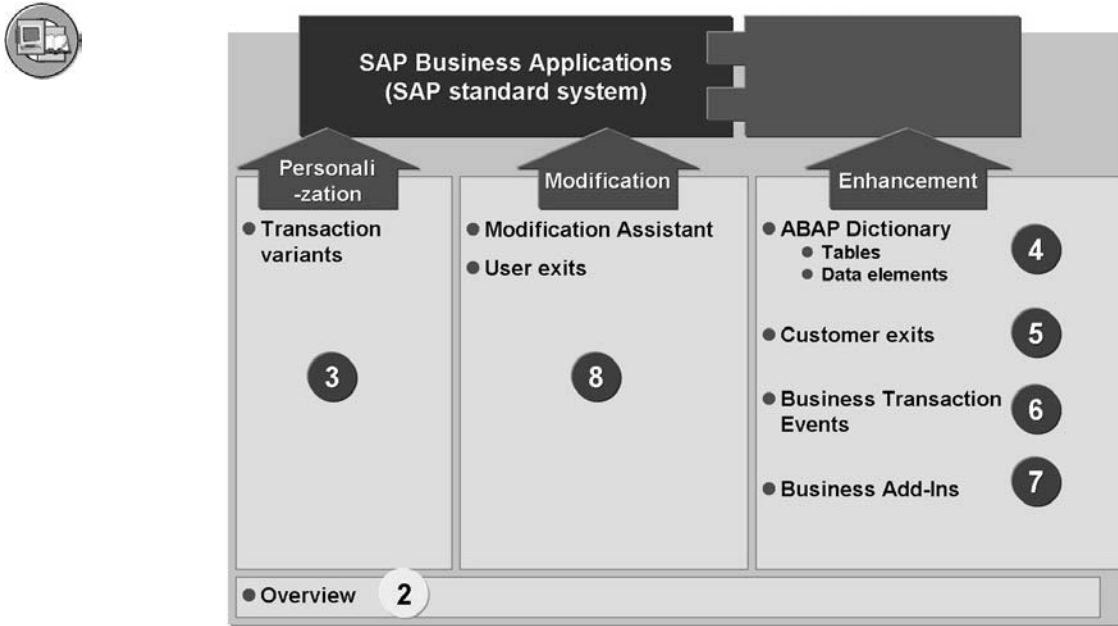 SAP Business Applications
(SAP standard system)
Personali
-zation
Modification
Enhancement
Transaction
variants
3
Modification Assistant
User exits
8
ABAP Dictionary
Tables
Data elements
4
Customer exits
5
Business Transaction
Events
6
Business Add-Ins
7
Overview
2